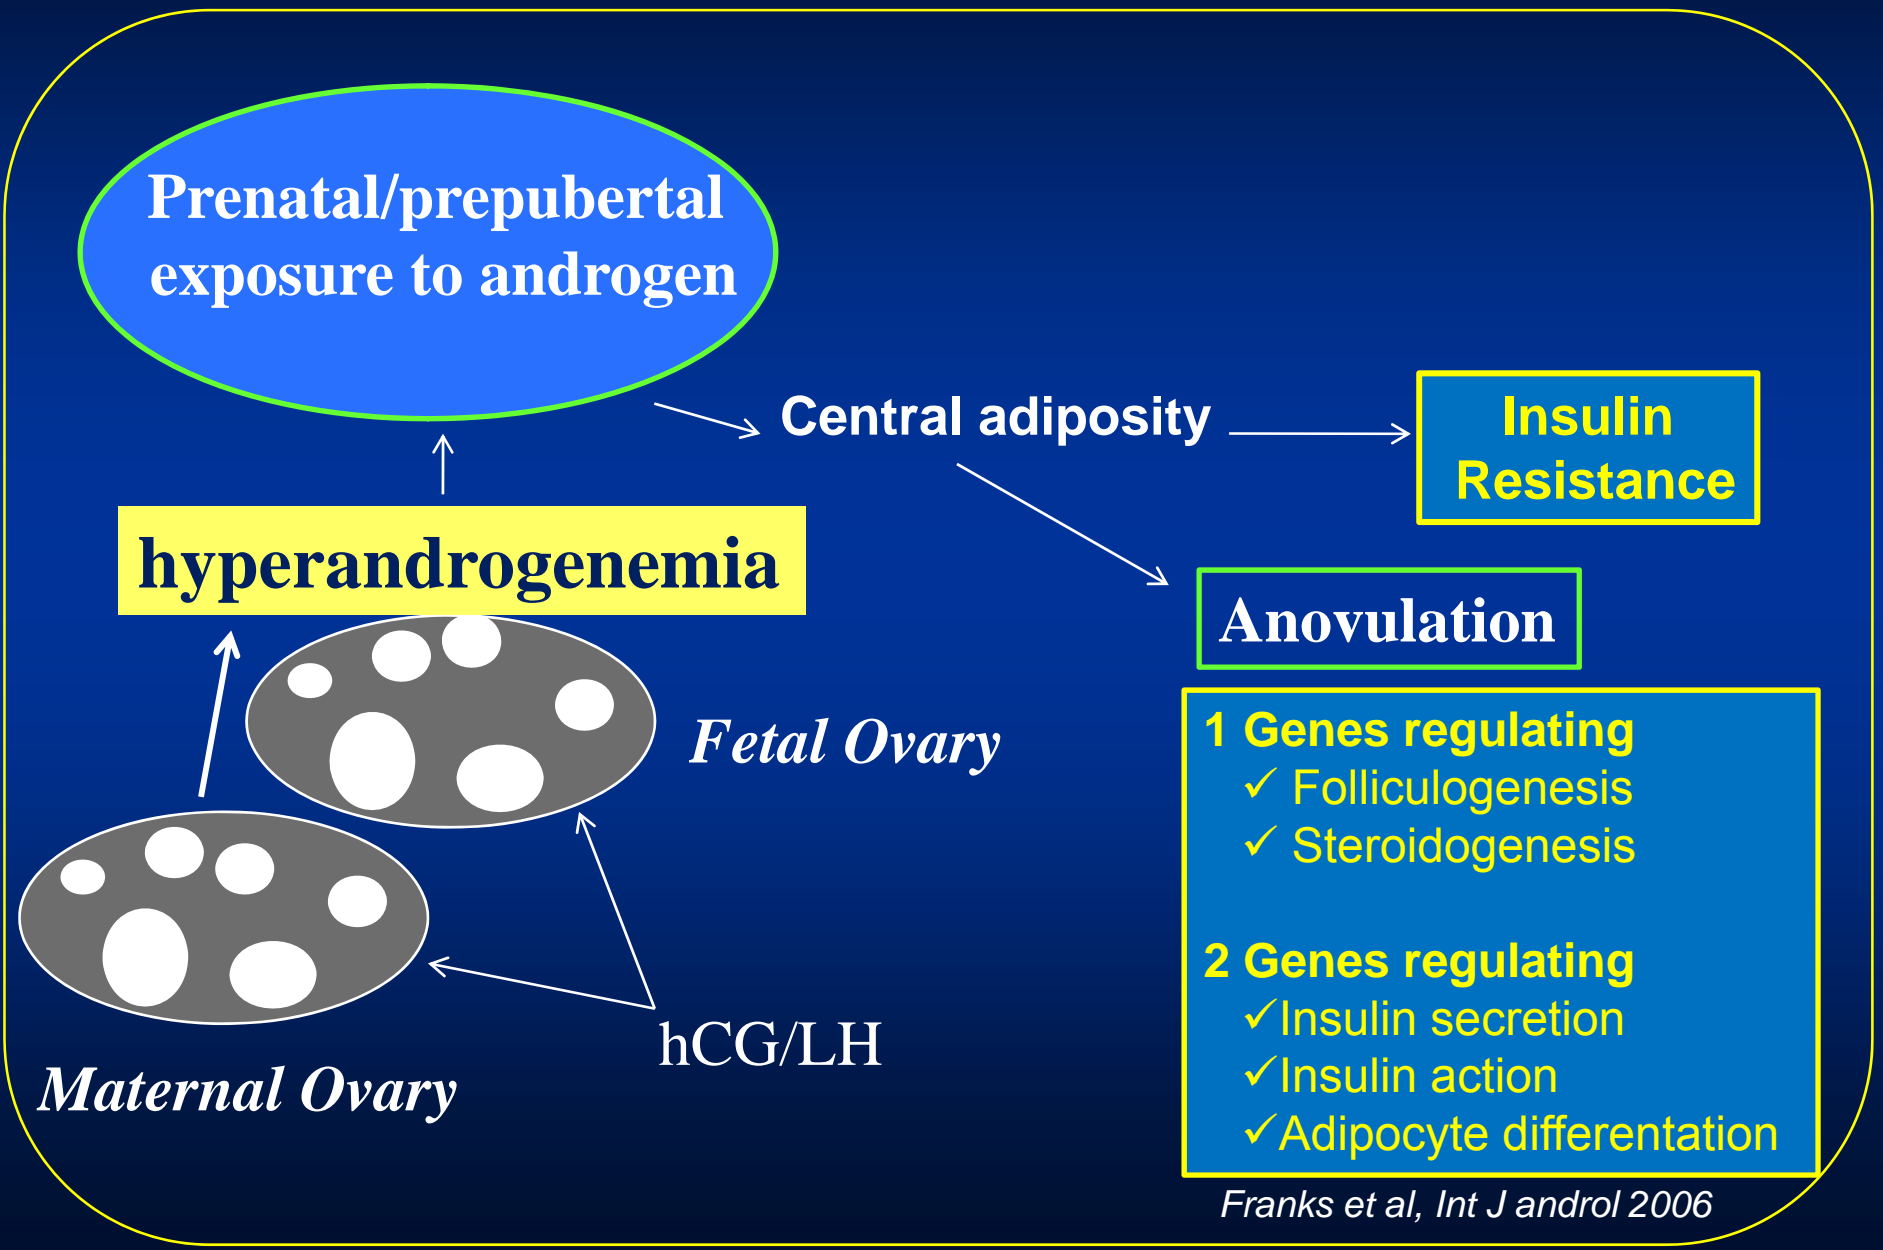 Prenatal/prepubertal
exposure to androgen
Central adiposity
Insulin
Resistance
hyperandrogenemia
Anovulation
Fetal Ovary
1 Genes regulating
✓ Folliculogenesis
✓ Steroidogenesis
2 Genes regulating
✓Insulin secretion
✓Insulin action
✓Adipocyte differentation
hCG/LH
Maternal Ovary
Franks et al, Int J androl 2006